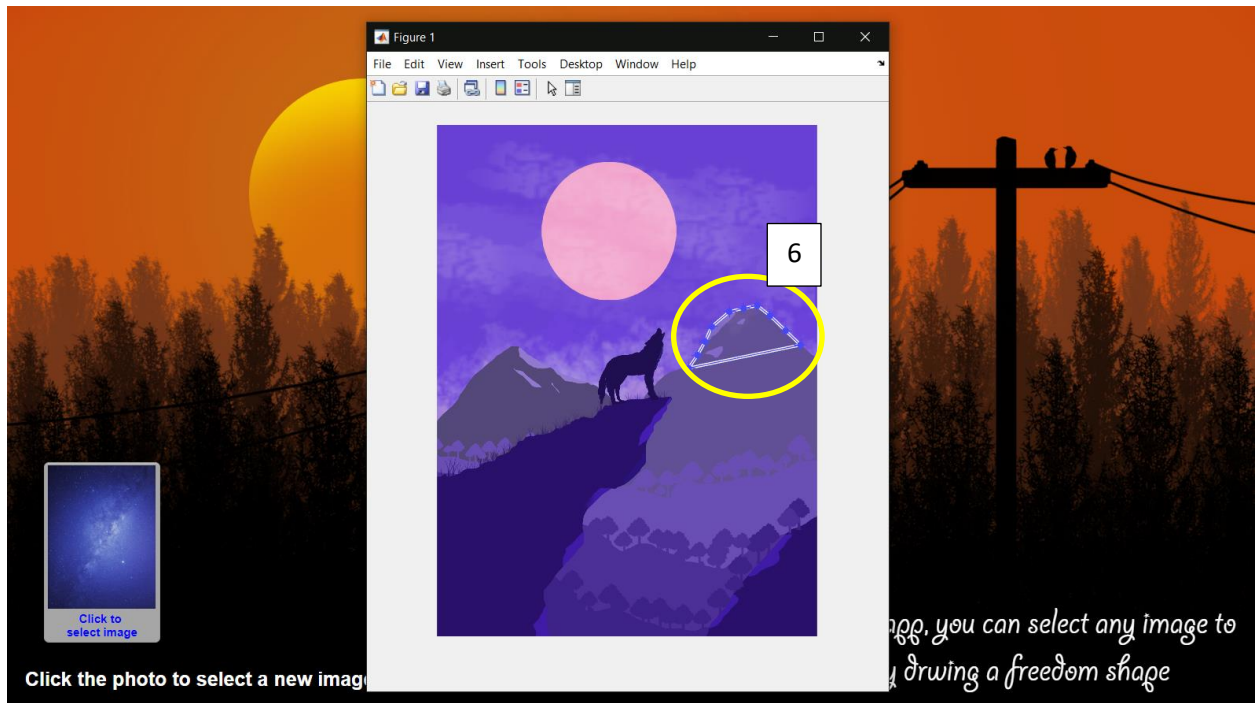 Figure 1
File Edit View Insert Tools Desktop Window Help
6
Click to
select image
app, you can select any image to
drwing a freedom shape
Click the photo to select a new imag